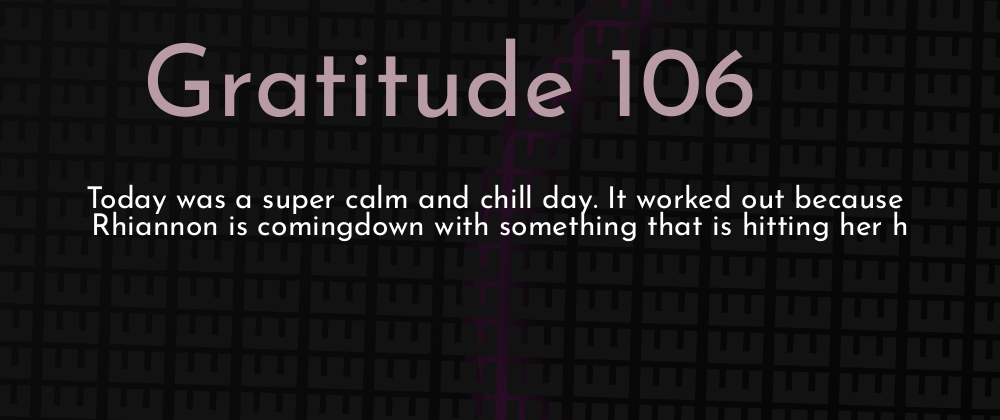 Gratitude 106
Today was a super calm and chill day. It worked out because
Rhiannon is comingdown with something that is hitting her h